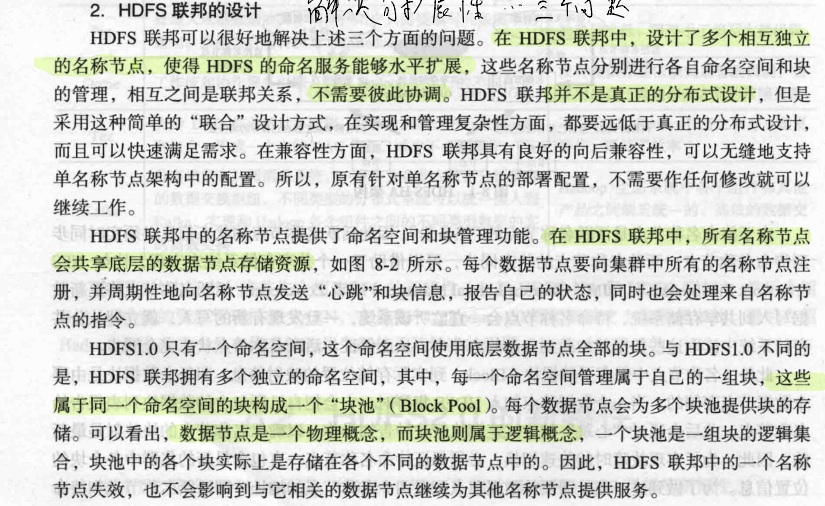 2. HDFS 联邦的设计 解决可扩展性…三个问题
HDFS 联邦可以很好地解决上述三个方面的问题。在 HDFS 联邦中，设计了多个相互独立
的名称节点，使得 HDFS 的命名服务能够水平扩展，这些名称节点分别进行各自命名空间和块
的管理，相互之间是联邦关系，不需要彼此协调。HDFS 联邦并不是真正的分布式设计，但是
采用这种简单的“联合”设计方式，在实现和管理复杂性方面，都要远低于真正的分布式设计，
而且可以快速满足需求。在兼容性方面，HDFS 联邦具有良好的向后兼容性，可以无缝地支持
单名称节点架构中的配置。所以，原有针对单名称节点的部署配置，不需要作任何修改就可以
继续工作。
HDFS 联邦中的名称节点提供了命名空间和块管理功能。在 HDFS 联邦中，所有名称节点
会共享底层的数据节点存储资源，如图 8-2 所示。每个数据节点要向集群中所有的名称节点注
册，并周期性地向名称节点发送“心跳”和块信息，报告自己的状态，同时也会处理来自名称节
点的指令。
HDFS1.0 只有一个命名空间，这个命名空间使用底层数据节点全部的块。与 HDFS1.0 不同的
是，HDFS 联邦拥有多个独立的命名空间，其中，每一个命名空间管理属于自己的一组块，这些
属于同一个命名空间的块构成一个“块池”（Block Pool）。每个数据节点会为多个块池提供块的存
储。可以看出，数据节点是一个物理概念，而块池则属于逻辑概念，一个块池是一组块的逻辑集
合，块池中的各个块实际上是存储在各个不同的数据节点中的。因此，HDFS 联邦中的一个名称
节点失效，也不会影响到与它相关的数据节点继续为其他名称节点提供服务。